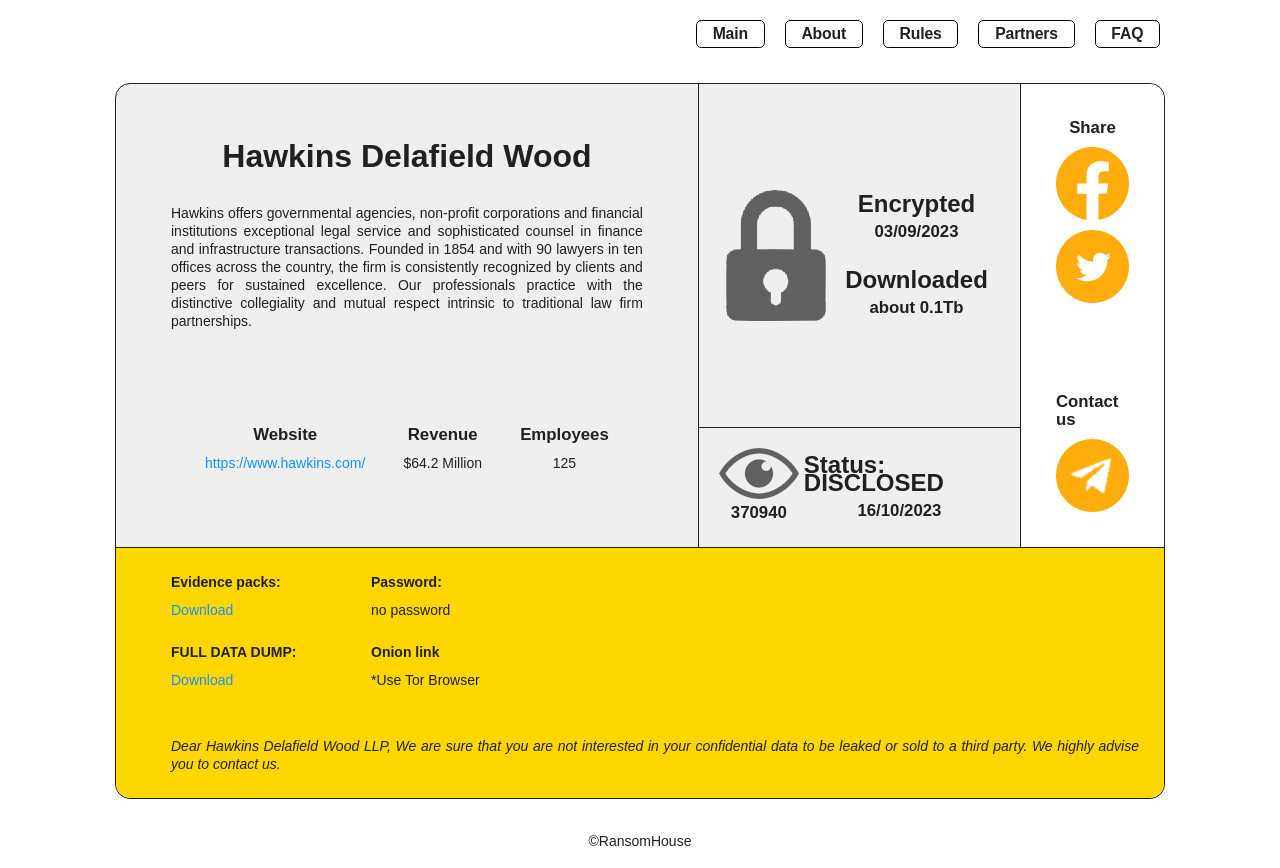 Main About Rules Partners FAQ
Hawkins Delafield Wood
Hawkins offers governmental agencies, non-profit corporations and financial
institutions exceptional legal service and sophisticated counsel in finance
and infrastructure transactions. Founded in 1854 and with 90 lawyers in ten
offices across the country, the firm is consistently recognized by clients and
peers for sustained excellence. Our professionals practice with the
distinctive collegiality and mutual respect intrinsic to traditional law firm
partnerships.
Website Revenue Employees
https://www.hawkins.com/ $64.2 Million 125
Encrypted
03/09/2023
Downloaded
about 0.1Tb
Status:
DISCLOSED
370940 16/10/2023
Share
Contact
us
Evidence packs: Password:
Download no password
FULL DATA DUMP: Onion link
Download *Use Tor Browser
Dear Hawkins Delafield Wood LLP, We are sure that you are not interested in your confidential data to be leaked or sold to a third party. We highly advise
you to contact us.
©RansomHouse